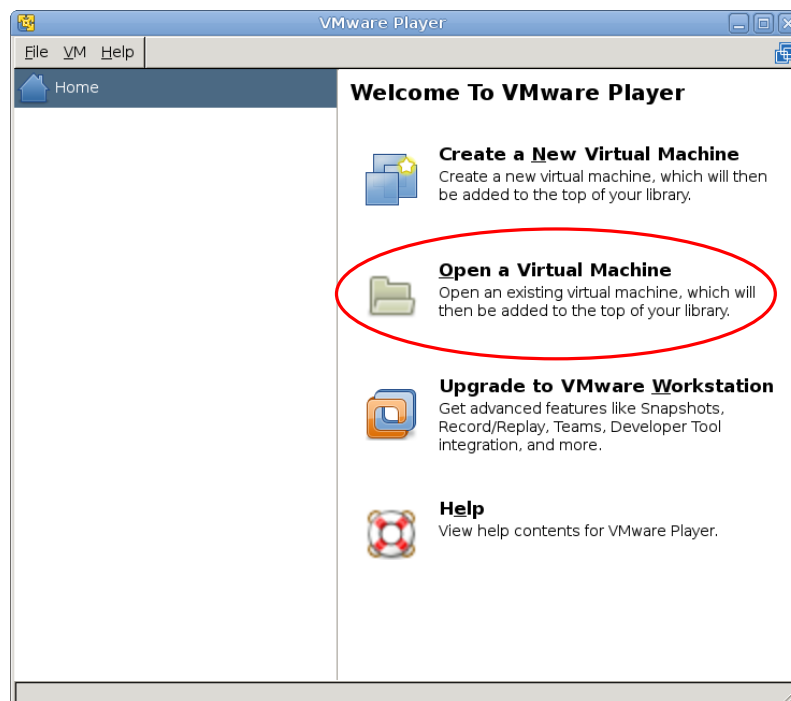 VMware Player
File VM Help
Home
Welcome To VMware Player
Create a New Virtual Machine
Create a new virtual machine, which will then
be added to the top of your library.
Open a Virtual Machine
Open an existing virtual machine, which will
then be added to the top of your library.
Upgrade to VMware Workstation
Get advanced features like Snapshots,
Record/Replay, Teams, Developer Tool
integration, and more.
Help
View help contents for VMware Player.